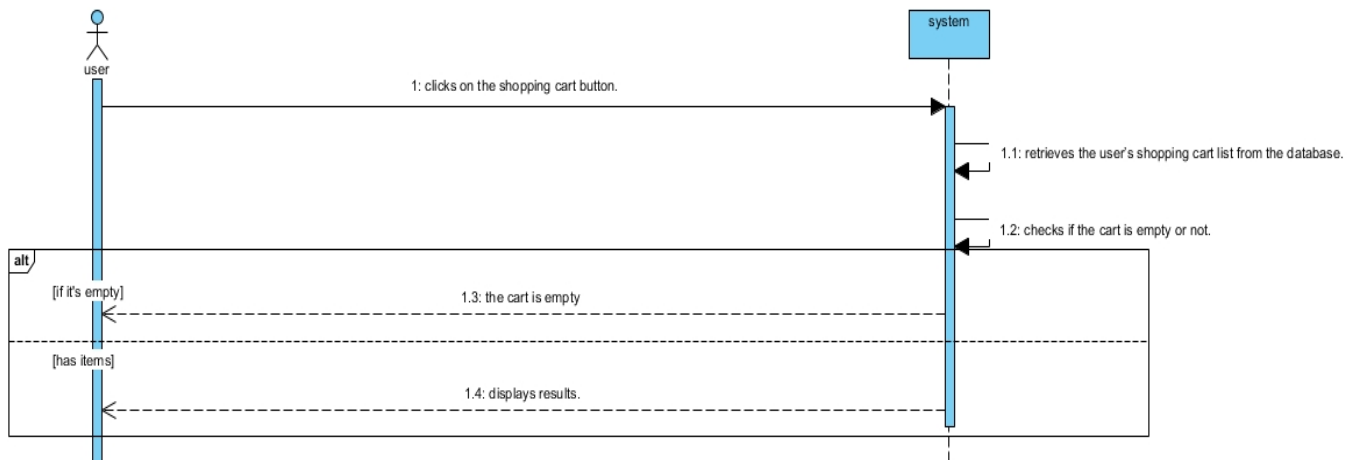 user
system
1: clicks on the shopping cart button.
1.1: retrieves the user's shopping cart list from the database.
1.2: checks if the cart is empty or not.
alt
[if it's empty]
1.3: the cart is empty
[has items]
1.4: displays results.